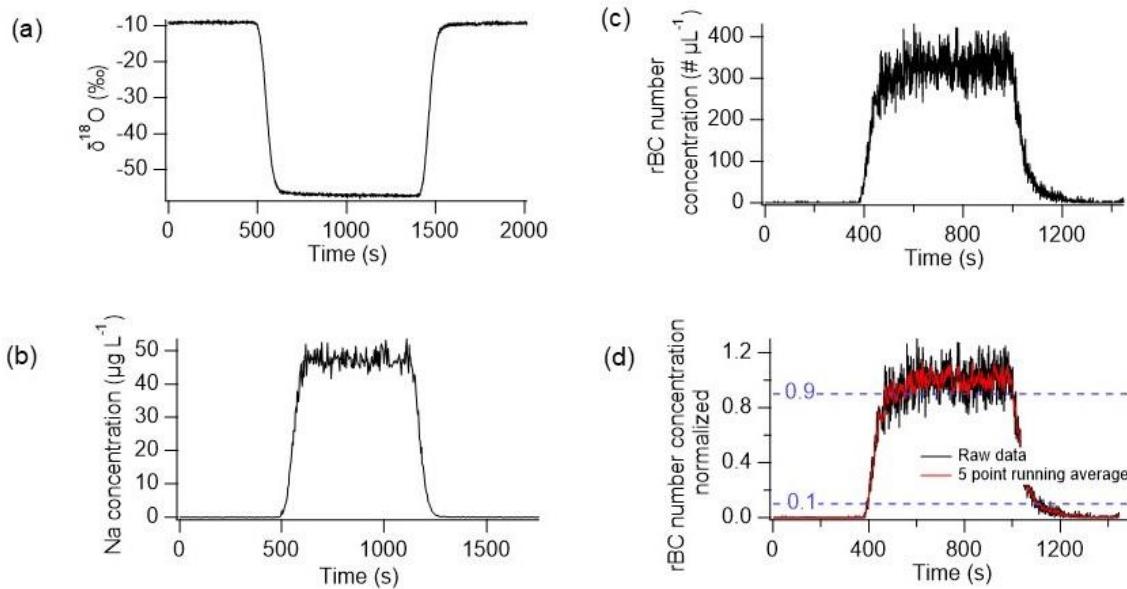 (a)
δ18O (‰)
-10
-20
-30
-40
-50
0 500 1000 1500 2000
Time (s)
(b)
Na concentration (µg L-1)
50
40
30
20
10
0
0 500 1000 1500
Time (s)
(c)
rBC number
concentration (# µL-1)
400
300
200
100
0
0 400 800 1200
Time (s)
(d)
rBC number concentration
normalized
1.2
0.8
0.4
0.0
0.9
0.1
Raw data
5 point running average
0 400 800 1200
Time (s)